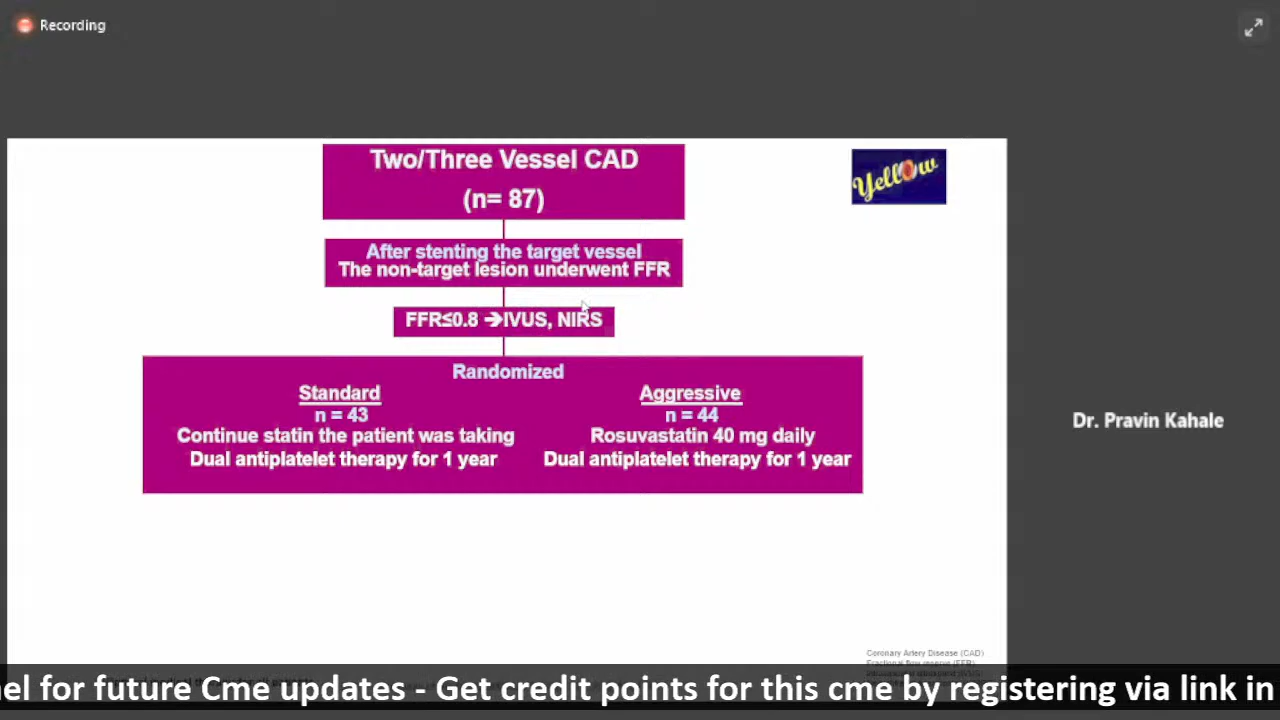 Recording
Two/Three Vessel CAD
(n= 87)
Yellow
After stenting the target vessel
The non-target lesion underwent FFR
FFR≤0.8 ➔IVUS, NIRS
Randomized
Standard
n = 43
Continue statin the patient was taking
Dual antiplatelet therapy for 1 year
Aggressive
n = 44
Rosuvastatin 40 mg daily
Dual antiplatelet therapy for 1 year
Dr. Pravin Kahale
Coronary Artery Disease (CAD)
Fractional flow reserve (FFR)
nel for future Cme updates - Get credit points for this cme by registering via link in